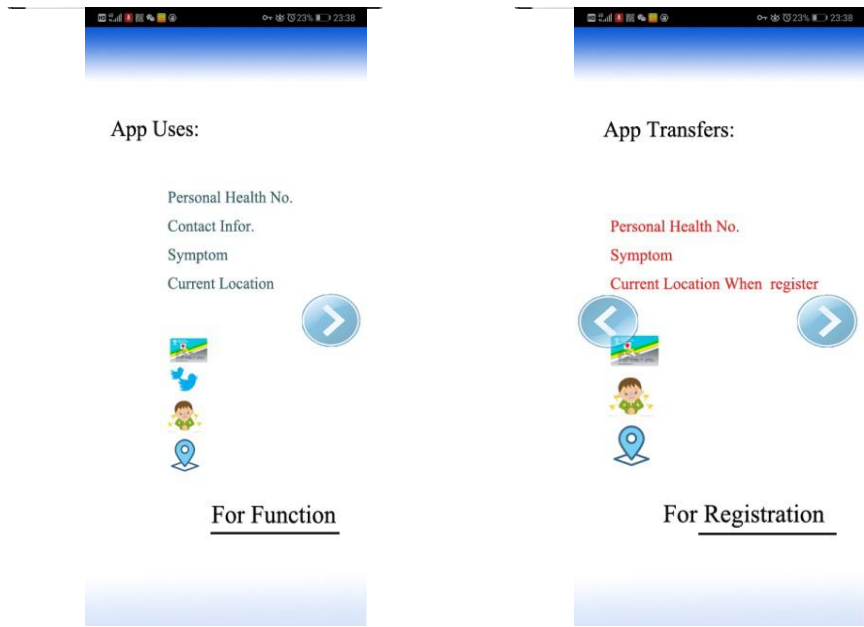 23% 23:38
App Uses:
Personal Health No.
Contact Infor.
Symptom
Current Location
For Function
23% 23:38
App Transfers:
Personal Health No.
Symptom
Current Location When register
For Registration